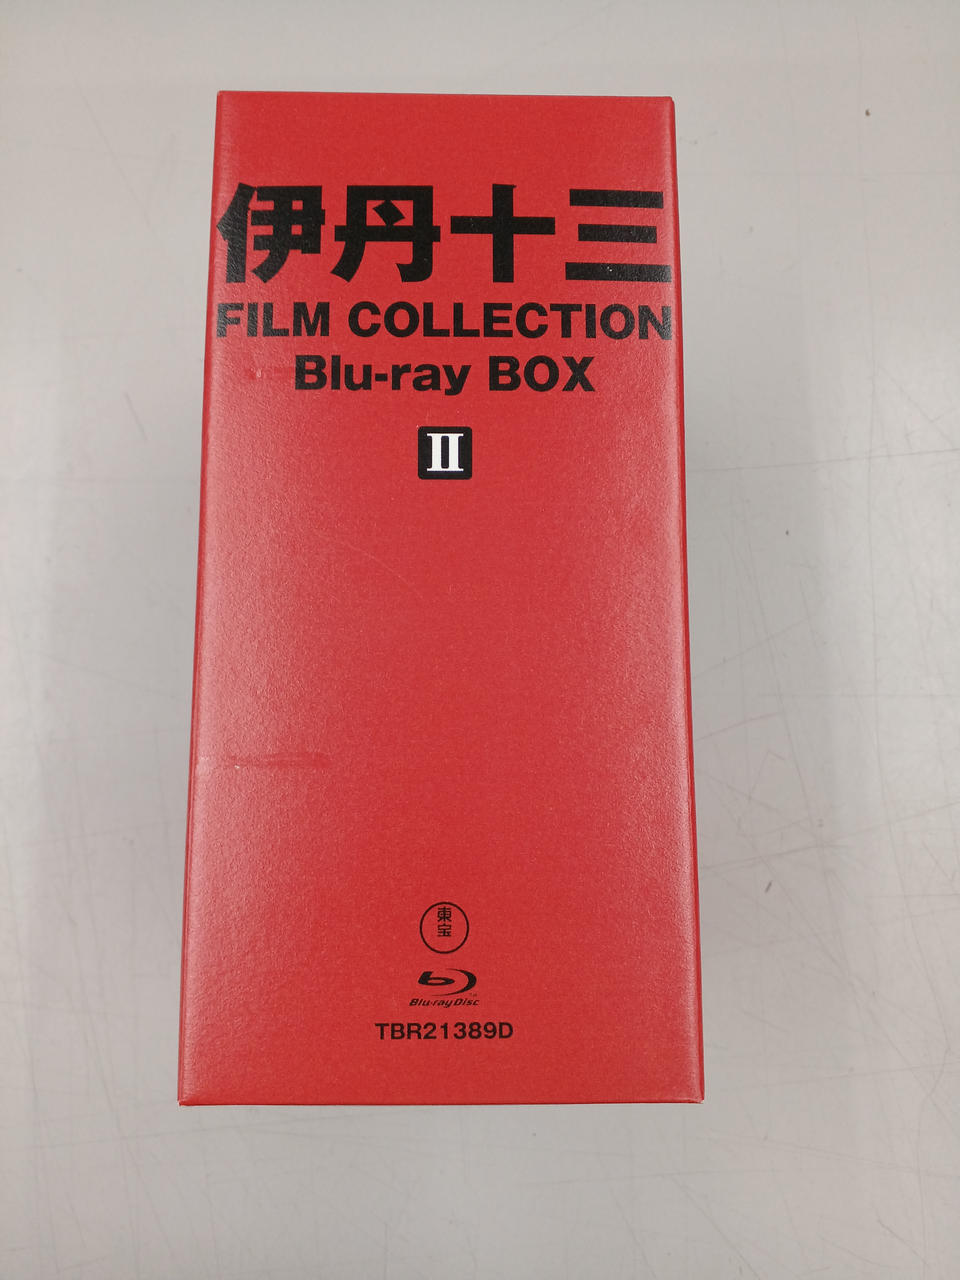 伊丹十三
FILM COLLECTION
Blu-ray BOX
II
東宝
Blu-ray Disc
TBR21389D